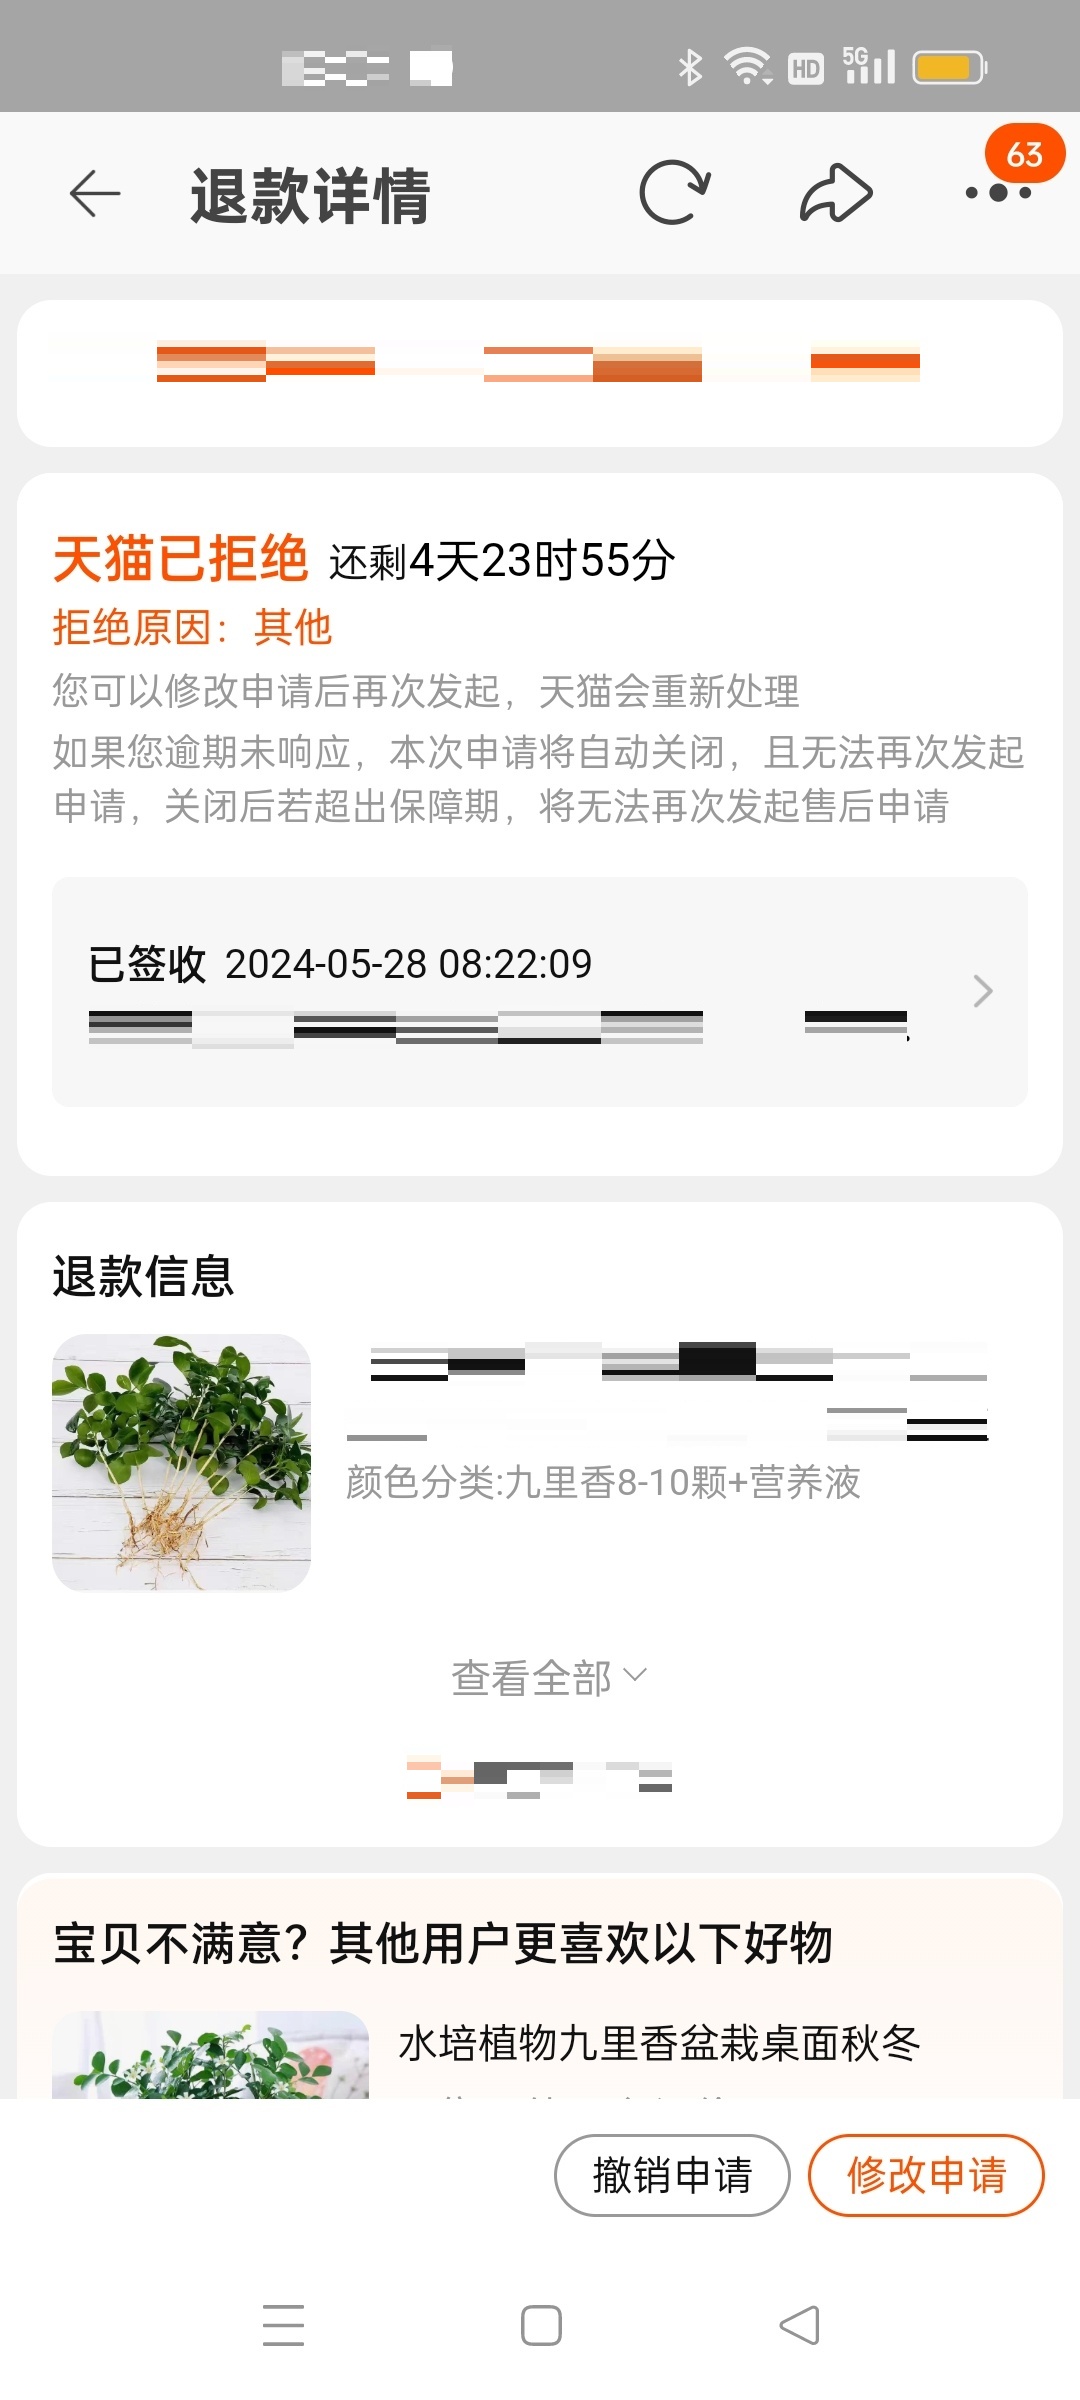 HD 5G
63
退款详情
天猫已拒绝 还剩4天23时55分
拒绝原因：其他
您可以修改申请后再次发起，天猫会重新处理
如果您逾期未响应，本次申请将自动关闭，且无法再次发起
申请，关闭后若超出保障期，将无法再次发起售后申请
已签收 2024-05-28 08:22:09
退款信息
颜色分类:九里香8-10颗+营养液
查看全部
宝贝不满意？其他用户更喜欢以下好物
水培植物九里香盆栽桌面秋冬
撤销申请
修改申请